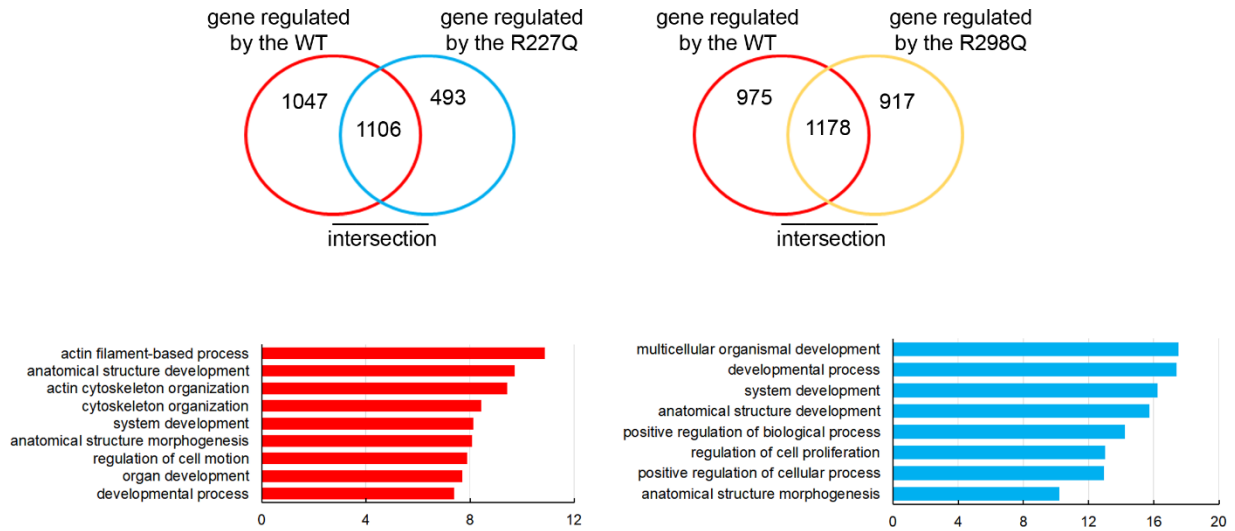 gene regulated
by the WT
gene regulated
by the R227Q
1047
1106
493
intersection
gene regulated
by the WT
gene regulated
by the R298Q
975
1178
917
intersection
actin filament-based process
anatomical structure development
actin cytoskeleton organization
cytoskeleton organization
system development
anatomical structure morphogenesis
regulation of cell motion
organ development
developmental process
0 4 8 12
multicellular organismal development
developmental process
system development
anatomical structure development
positive regulation of biological process
regulation of cell proliferation
positive regulation of cellular process
anatomical structure morphogenesis
0 4 8 12 16 20